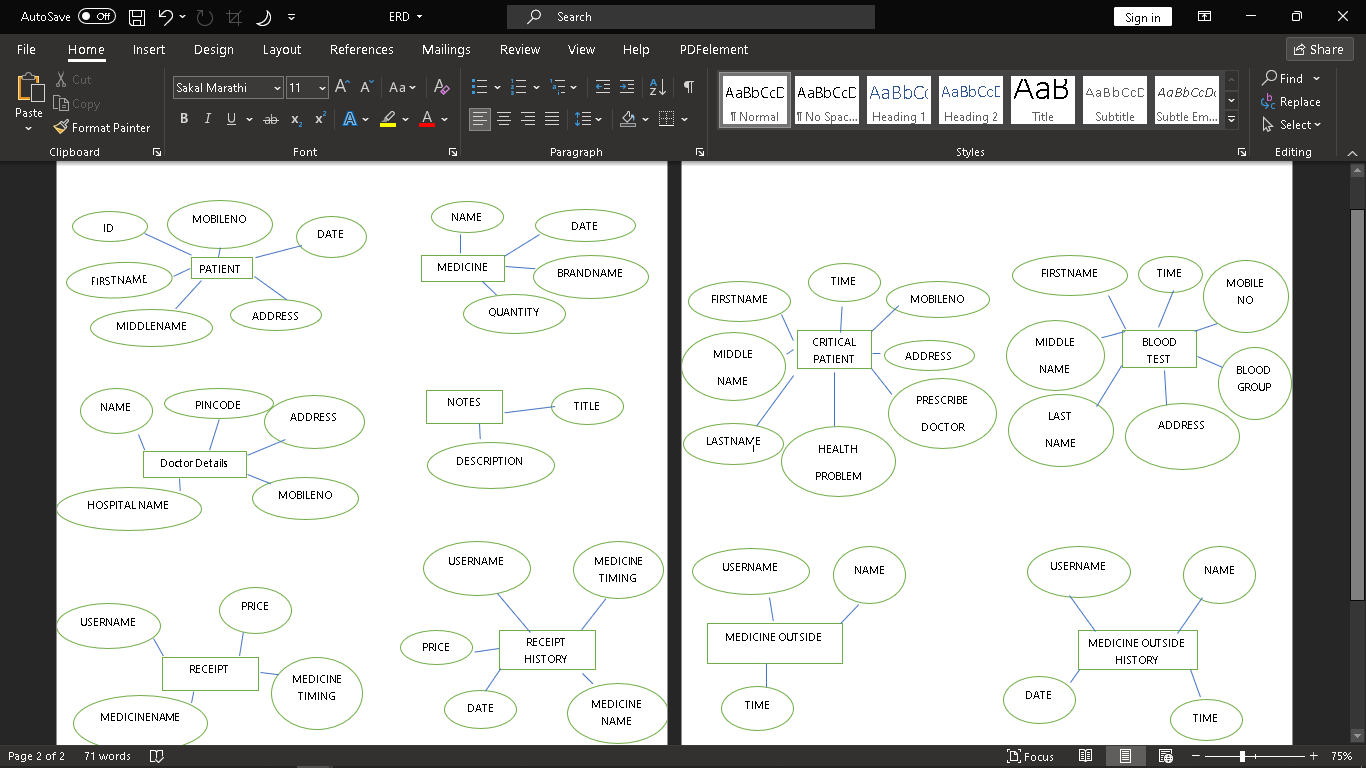 AutoSave Off
ERD
Search
Sign in
File Home Insert Design Layout References Mailings Review View Help PDFelement
Share
Paste
Cut
Copy
Format Painter
Clipboard
Sakal Marathi 11
Aa
B I U ab x2 x2
A A
Font
Paragraph
AaBbCcD
¶ Normal
AaBbCcD
¶ No Spac...
AaBbCc
Heading 1
AaBbCcD
Heading 2
AaB
Title
AaBbCcD
Subtitle
AaBbCcDc
Subtle Em...
Styles
Find
Replace
Select
Editing
ID
MOBILENO
DATE
FIRSTNAME
PATIENT
MIDDLENAME
ADDRESS
NAME
DATE
MEDICINE
BRANDNAME
QUANTITY
NAME
PINCODE
ADDRESS
Doctor Details
HOSPITAL NAME
MOBILENO
NOTES
TITLE
DESCRIPTION
USERNAME
PRICE
RECEIPT
MEDICINE
TIMING
MEDICINENAME
USERNAME
MEDICINE
TIMING
PRICE
RECEIPT
HISTORY
DATE
MEDICINE
NAME
FIRSTNAME
TIME
MOBILENO
CRITICAL
PATIENT
MIDDLE
NAME
ADDRESS
PRESCRIBE
DOCTOR
LASTNAME
HEALTH
PROBLEM
FIRSTNAME
TIME
MOBILE
NO
MIDDLE
NAME
BLOOD
TEST
BLOOD
GROUP
LAST
NAME
ADDRESS
USERNAME
NAME
MEDICINE OUTSIDE
TIME
USERNAME
NAME
MEDICINE OUTSIDE
HISTORY
DATE
TIME
Page 2 of 2 71 words
Focus
75%